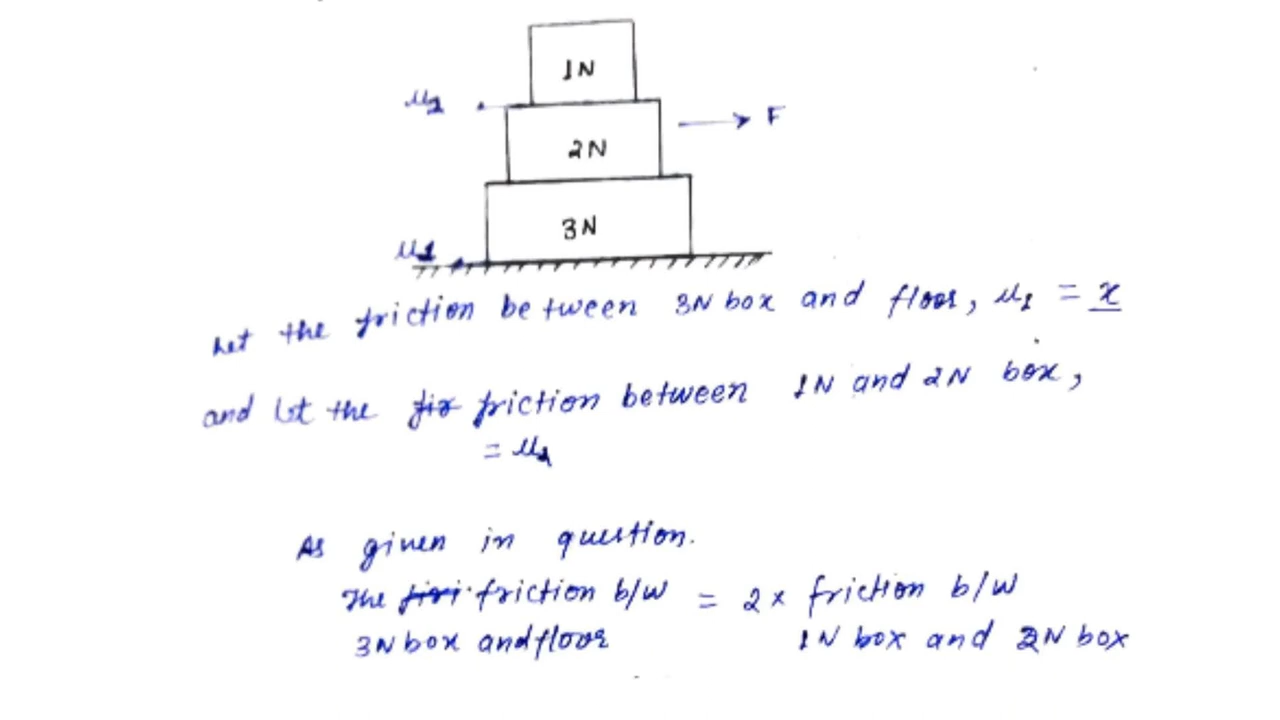 1N
μ2
2N
→ F
3N
μ1
Let the friction between 3N box and floor, μ1 = x
and let the fir friction between 1N and 2N box,
= μ2
As given in question.
The firi. friction b/w = 2 x friction b/w
3N box and floor 1N box and 2N box